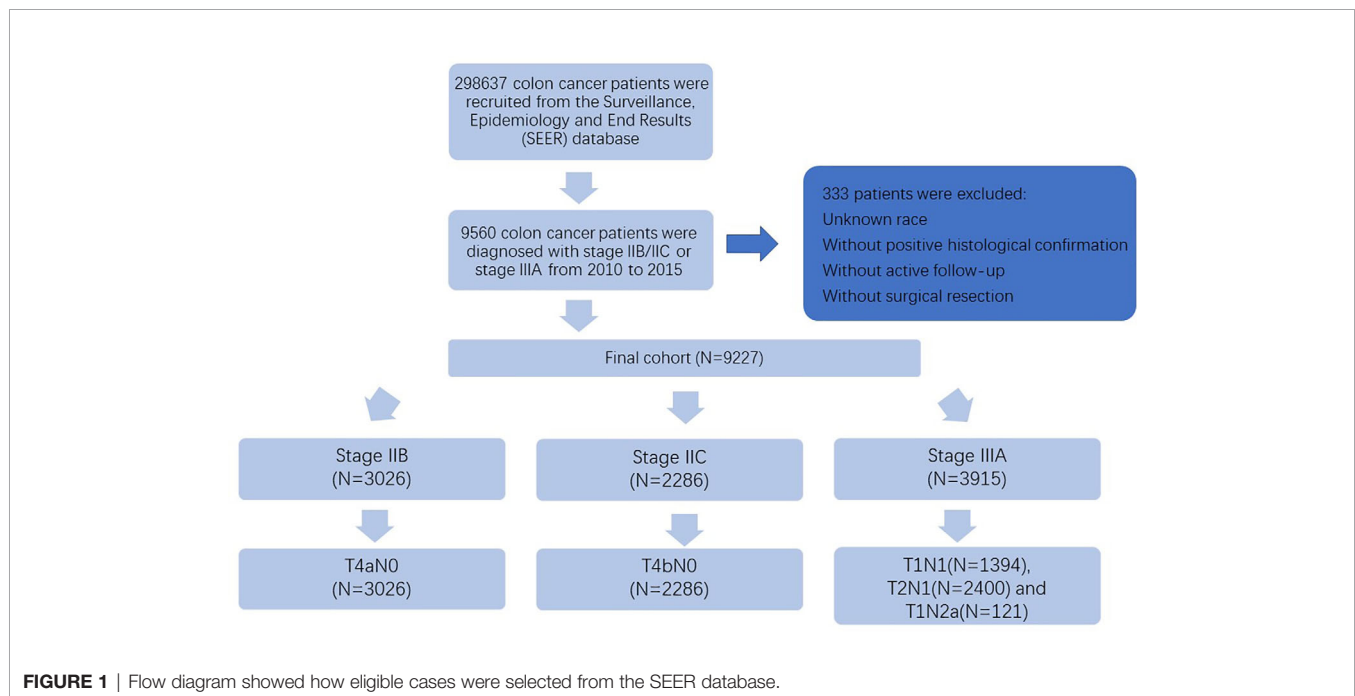 298637 colon cancer patients were
recruited from the Surveillance,
Epidemiology and End Results
(SEER) database
9560 colon cancer patients were
diagnosed with stage IIB/IIC or
stage IIIA from 2010 to 2015
333 patients were excluded:
Unknown race
Without positive histological confirmation
Without active follow-up
Without surgical resection
Final cohort (N=9227)
Stage IIB
(N=3026)
Stage IIC
(N=2286)
Stage IIIA
(N=3915)
T4aN0
(N=3026)
T4bN0
(N=2286)
T1N1(N=1394),
T2N1(N=2400) and
T1N2a(N=121)
FIGURE 1 | Flow diagram showed how eligible cases were selected from the SEER database.